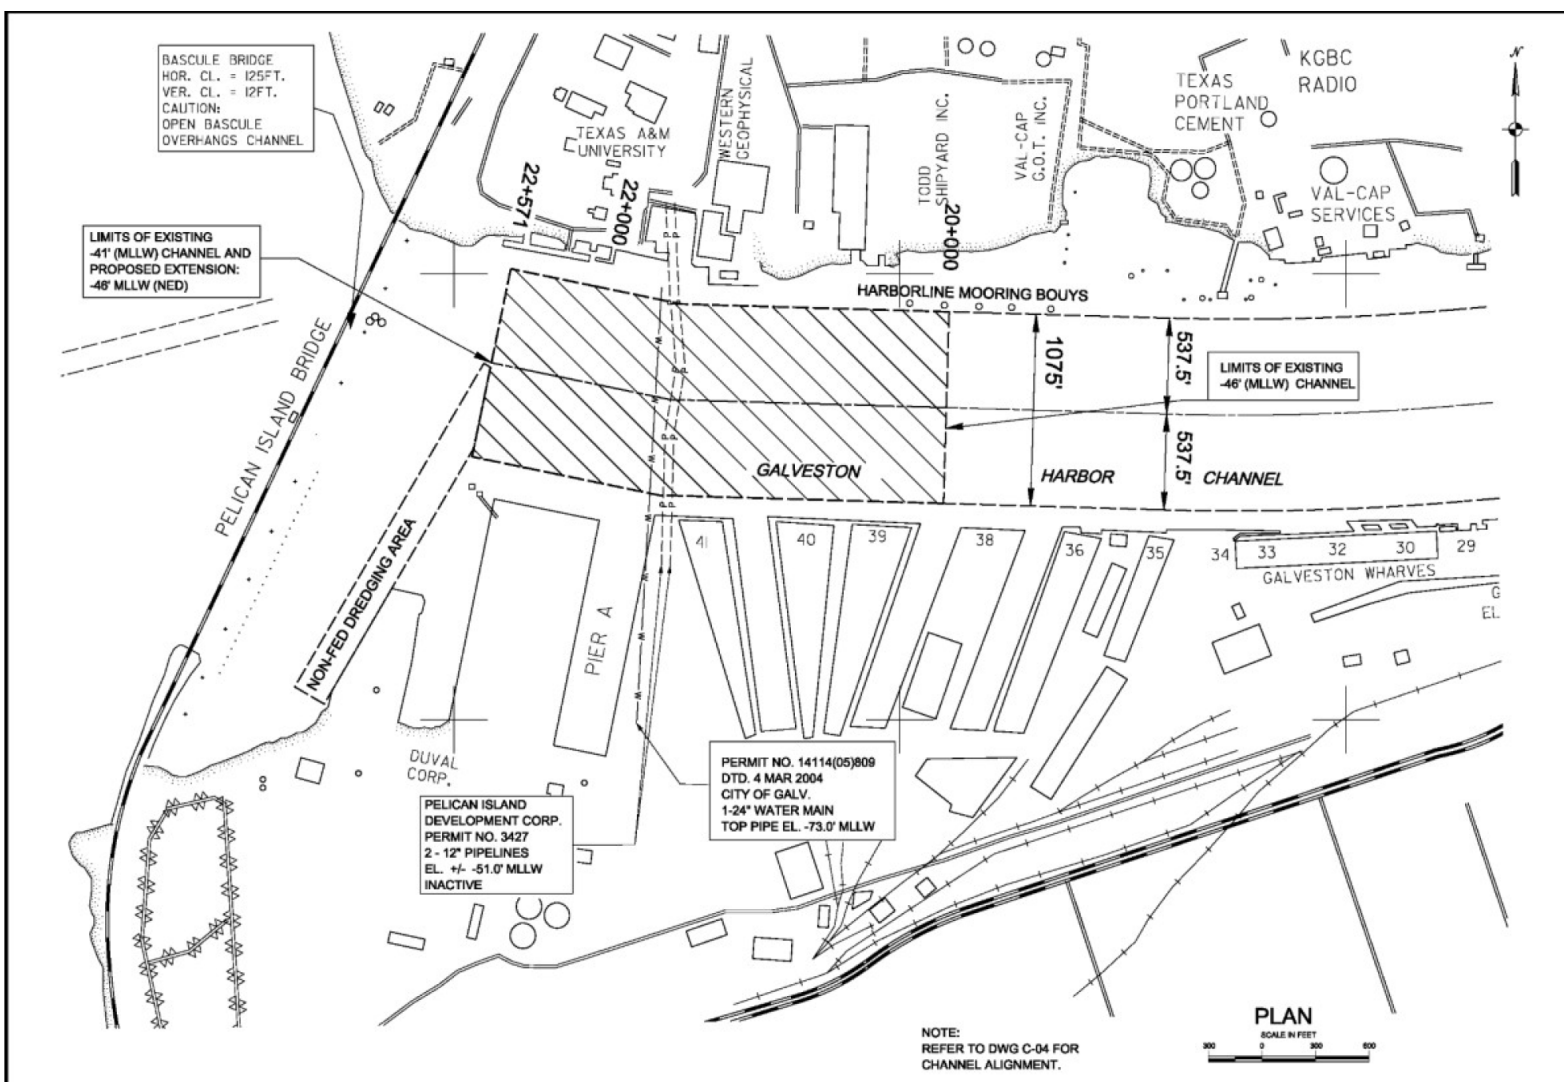 BASCULE BRIDGE
HOR. CL. = 125FT.
VER. CL. = 12FT.
CAUTION:
OPEN BASCULE
OVERHANGS CHANNEL
TEXAS A&M
UNIVERSITY
WESTERN
GEOPHYSICAL
TODD
SHIPYARD INC.
VAL-CAP
G.O.T. INC.
TEXAS
PORTLAND
CEMENT
KGBC
RADIO
N
VAL-CAP
SERVICES
22+571
22+000
20+000
LIMITS OF EXISTING
-41' (MLLW) CHANNEL AND
PROPOSED EXTENSION:
-46' MLLW (NED)
HARBORLINE MOORING BOUYS
PELICAN ISLAND BRIDGE
1075'
537.5'
537.5'
LIMITS OF EXISTING
-46' (MLLW) CHANNEL
GALVESTON HARBOR CHANNEL
NON-FED DREDGING AREA
PIER A
41 40 39 38 36 35 34 33 32 30 29
GALVESTON WHARVES
G
EL
DUVAL
CORP.
PELICAN ISLAND
DEVELOPMENT CORP.
PERMIT NO. 3427
2 - 12" PIPELINES
EL. +/- -51.0' MLLW
INACTIVE
PERMIT NO. 14114(05)809
DTD. 4 MAR 2004
CITY OF GALV.
1-24" WATER MAIN
TOP PIPE EL. -73.0' MLLW
NOTE:
REFER TO DWG C-04 FOR
CHANNEL ALIGNMENT.
PLAN
SCALE IN FEET
300 0 300 600